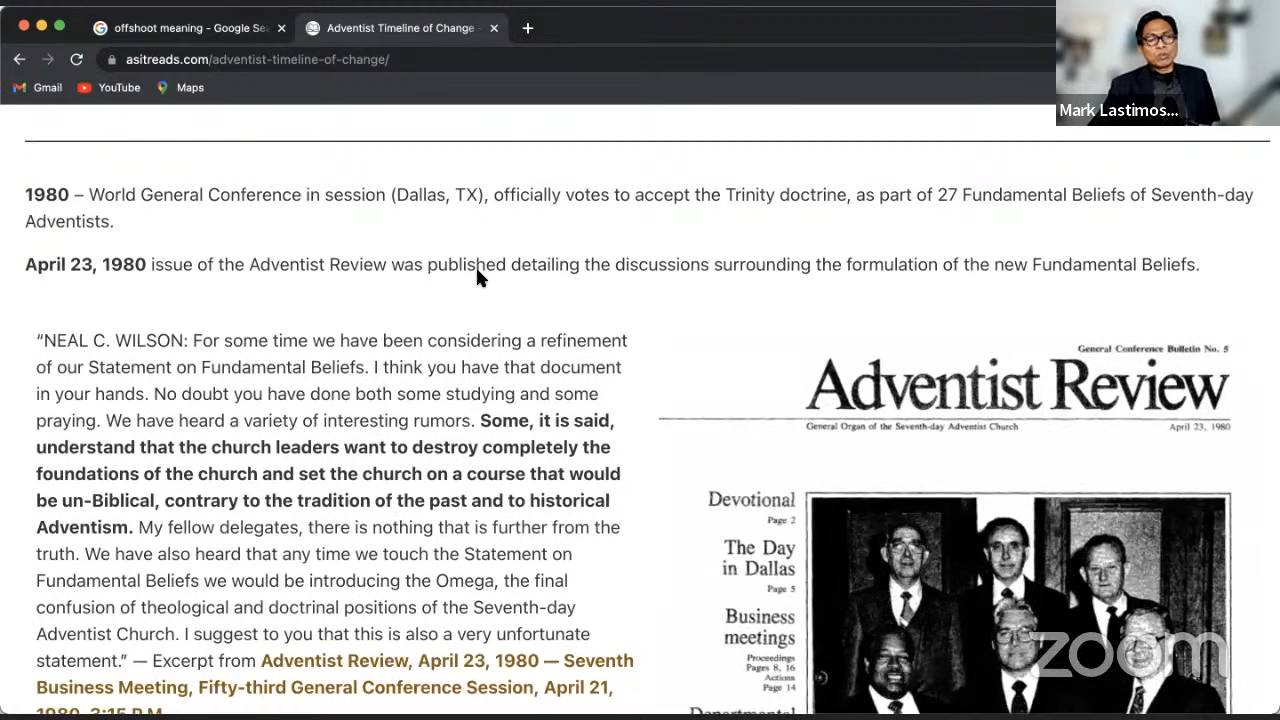 offshoot meaning - Google Se
Adventist Timeline of Change -
asitreads.com/adventist-timeline-of-change/
Gmail
YouTube
Maps
Mark Lastimos...
1980 – World General Conference in session (Dallas, TX), officially votes to accept the Trinity doctrine, as part of 27 Fundamental Beliefs of Seventh-day
Adventists.
April 23, 1980 issue of the Adventist Review was published detailing the discussions surrounding the formulation of the new Fundamental Beliefs.
“NEAL C. WILSON: For some time we have been considering a refinement
of our Statement on Fundamental Beliefs. I think you have that document
in your hands. No doubt you have done both some studying and some
praying. We have heard a variety of interesting rumors. Some, it is said,
understand that the church leaders want to destroy completely the
foundations of the church and set the church on a course that would
be un-Biblical, contrary to the tradition of the past and to historical
Adventism. My fellow delegates, there is nothing that is further from the
truth. We have also heard that any time we touch the Statement on
Fundamental Beliefs we would be introducing the Omega, the final
confusion of theological and doctrinal positions of the Seventh-day
Adventist Church. I suggest to you that this is also a very unfortunate
statement.” — Excerpt from Adventist Review, April 23, 1980 — Seventh
Business Meeting, Fifty-third General Conference Session, April 21,
1980, 3:15 P.M.
General Conference Bulletin No. 5
Adventist Review
General Organ of the Seventh-day Adventist Church
April 23, 1980
Devotional
Page 2
The Day
in Dallas
Page 5
Business
meetings
Proceedings
Pages 8, 16
Actions
Page 14
Departmental
zoom